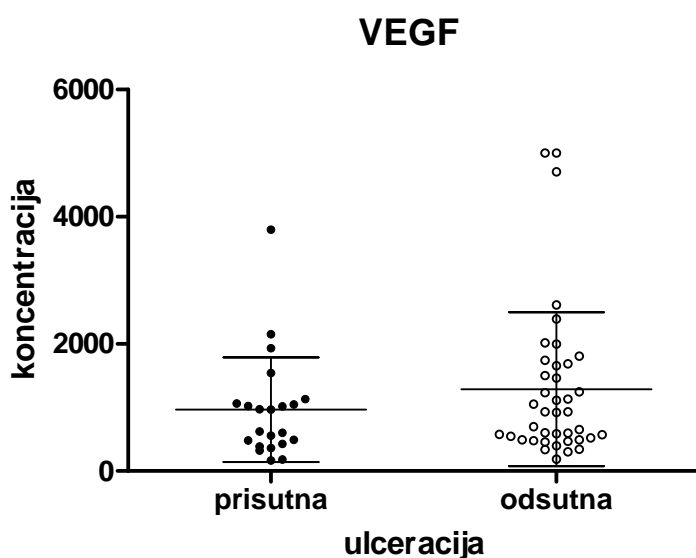 VEGF
6000
4000
2000
0
koncentracija
prisutna
odsutna
ulceracija